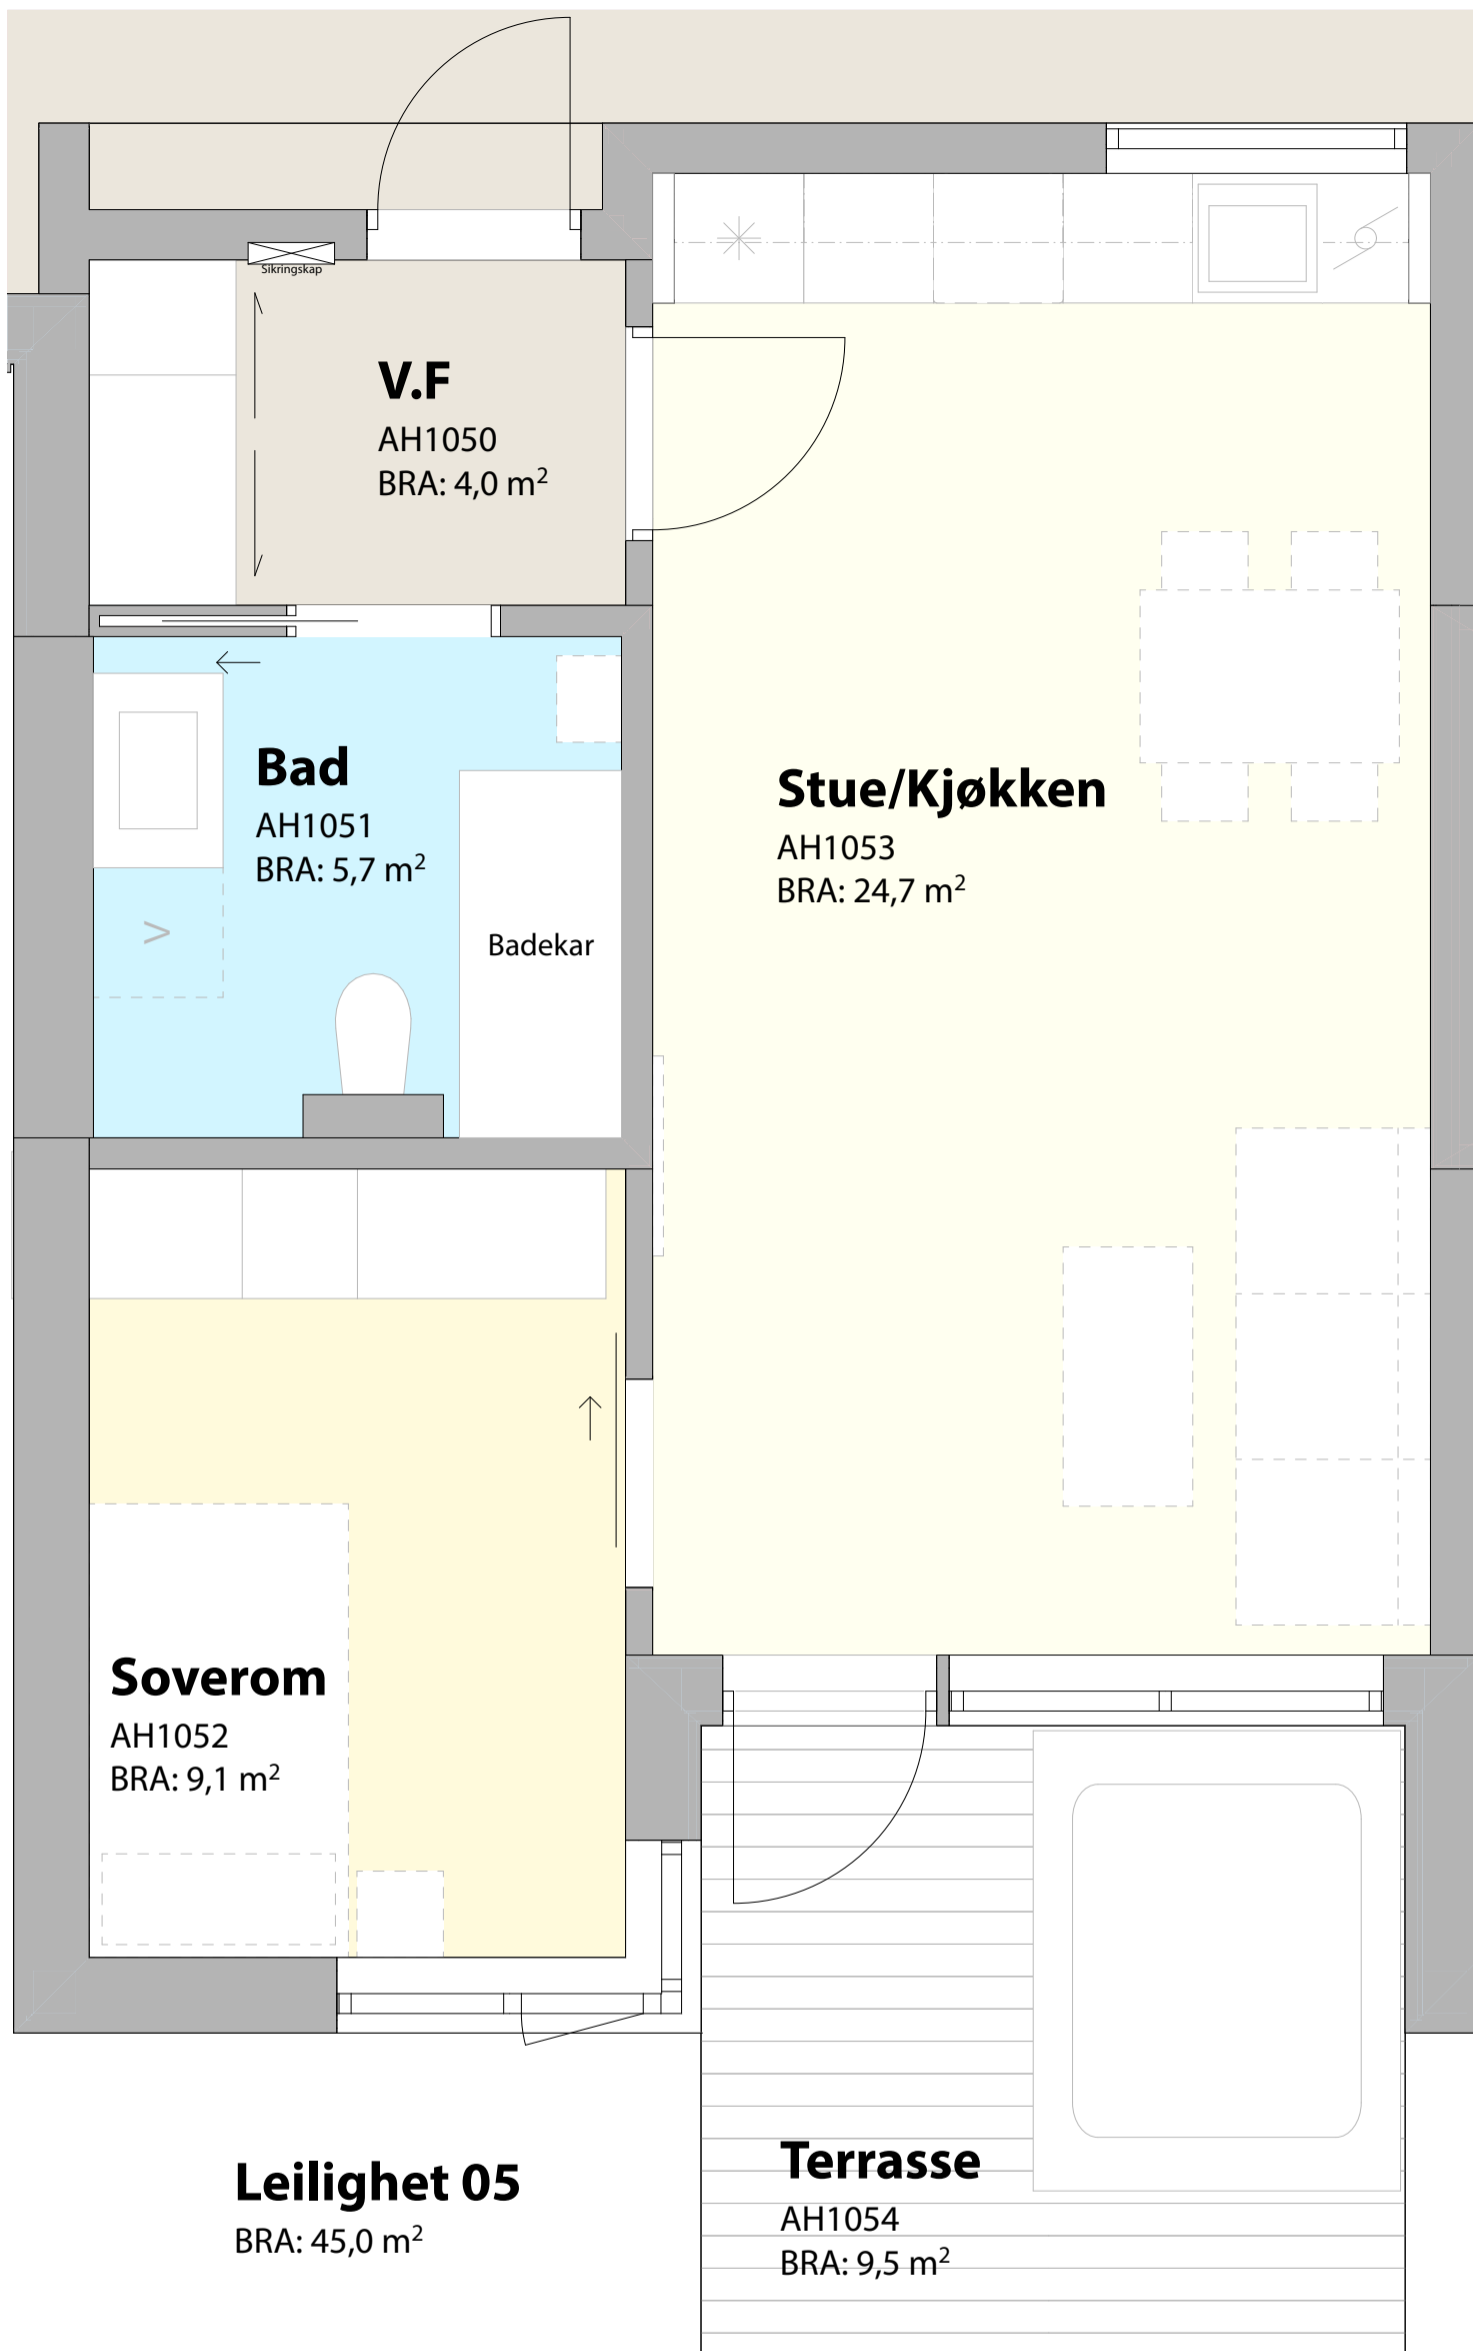 Sikringskap
V.F
AH1050
BRA: 4,0 m²
Bad
AH1051
BRA: 5,7 m²
Badekar
Stue/Kjøkken
AH1053
BRA: 24,7 m²
Soverom
AH1052
BRA: 9,1 m²
Leilighet 05
BRA: 45,0 m²
Terrasse
AH1054
BRA: 9,5 m²